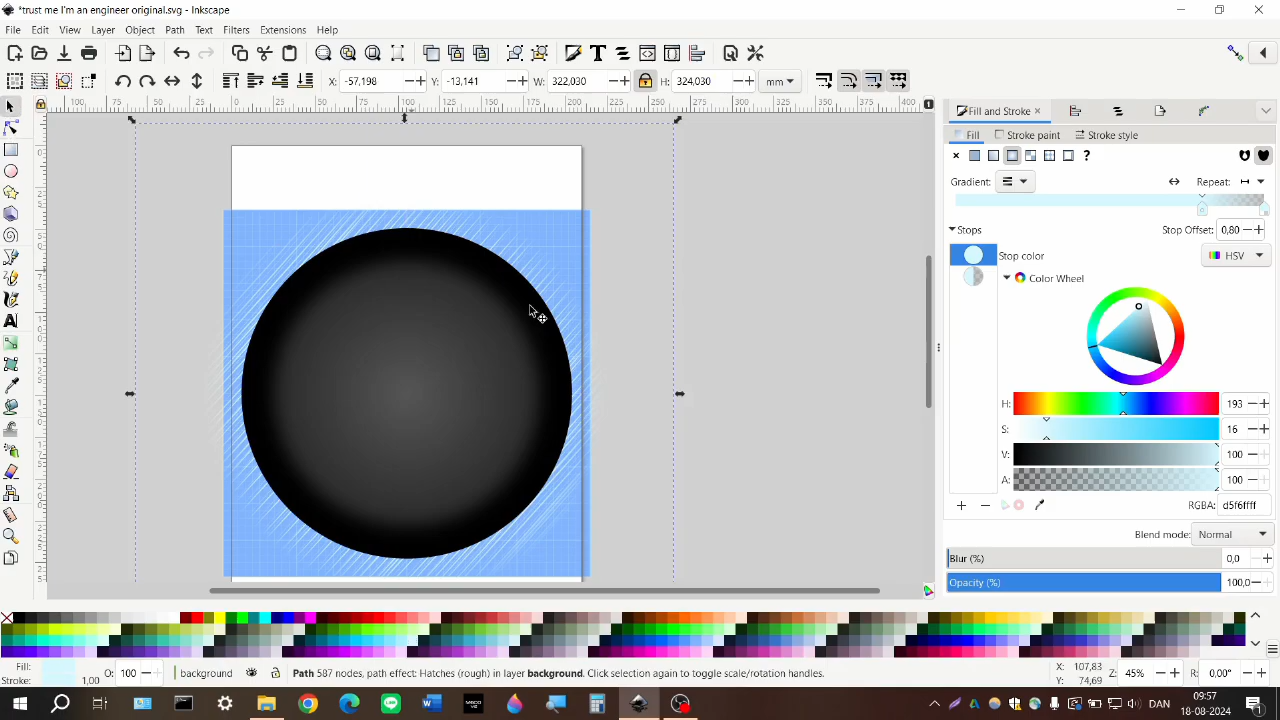 *trust me I'm an engineer original.svg - Inkscape
File Edit View Layer Object Path Text Filters Extensions Help
X: -57,198 Y: -13,141 W: 322,030 H: 324,030 mm
Fill and Stroke
Fill Stroke paint Stroke style
Gradient: Repeat:
Stops Stop Offset: 0,80
Stop color HSV
Color Wheel
H: 193
S: 16
V: 100
A: 100
RGBA: d5f6ffff
Blend mode: Normal
Blur (%) 0,0
Opacity (%) 100,0
Fill:
Stroke: 1,00
O: 100
background
Path 587 nodes, path effect: Hatches (rough) in layer background. Click selection again to toggle scale/rotation handles.
X: 107,83
Y: 74,69
Z: 45%
R: 0,00°
DAN
09:57
18-08-2024